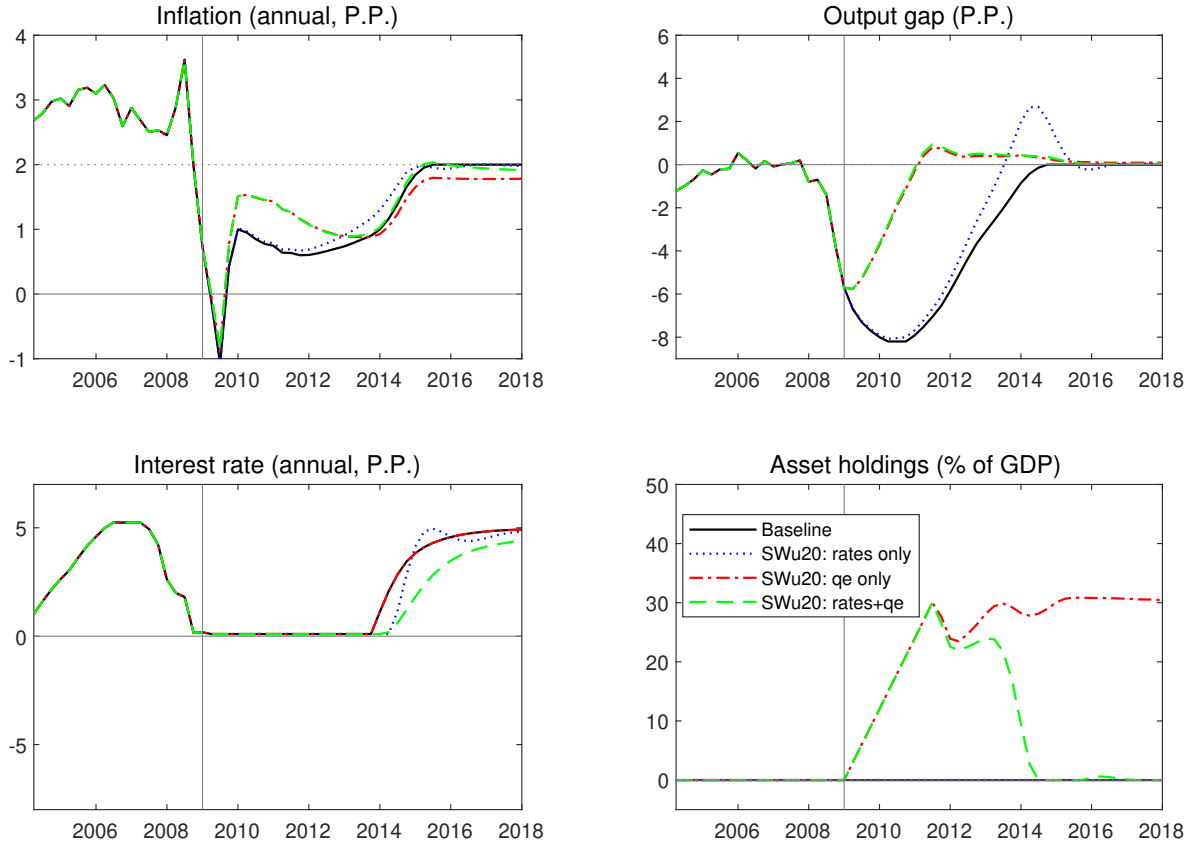 Inflation (annual, P.P.)
4
3
2
1
0
-1
2006 2008 2010 2012 2014 2016 2018
Output gap (P.P.)
6
4
2
0
-2
-4
-6
-8
2006 2008 2010 2012 2014 2016 2018
Interest rate (annual, P.P.)
5
0
-5
2006 2008 2010 2012 2014 2016 2018
Asset holdings (% of GDP)
50
40
30
20
10
0
Baseline
SWu20: rates only
SWu20: qe only
SWu20: rates+qe
2006 2008 2010 2012 2014 2016 2018